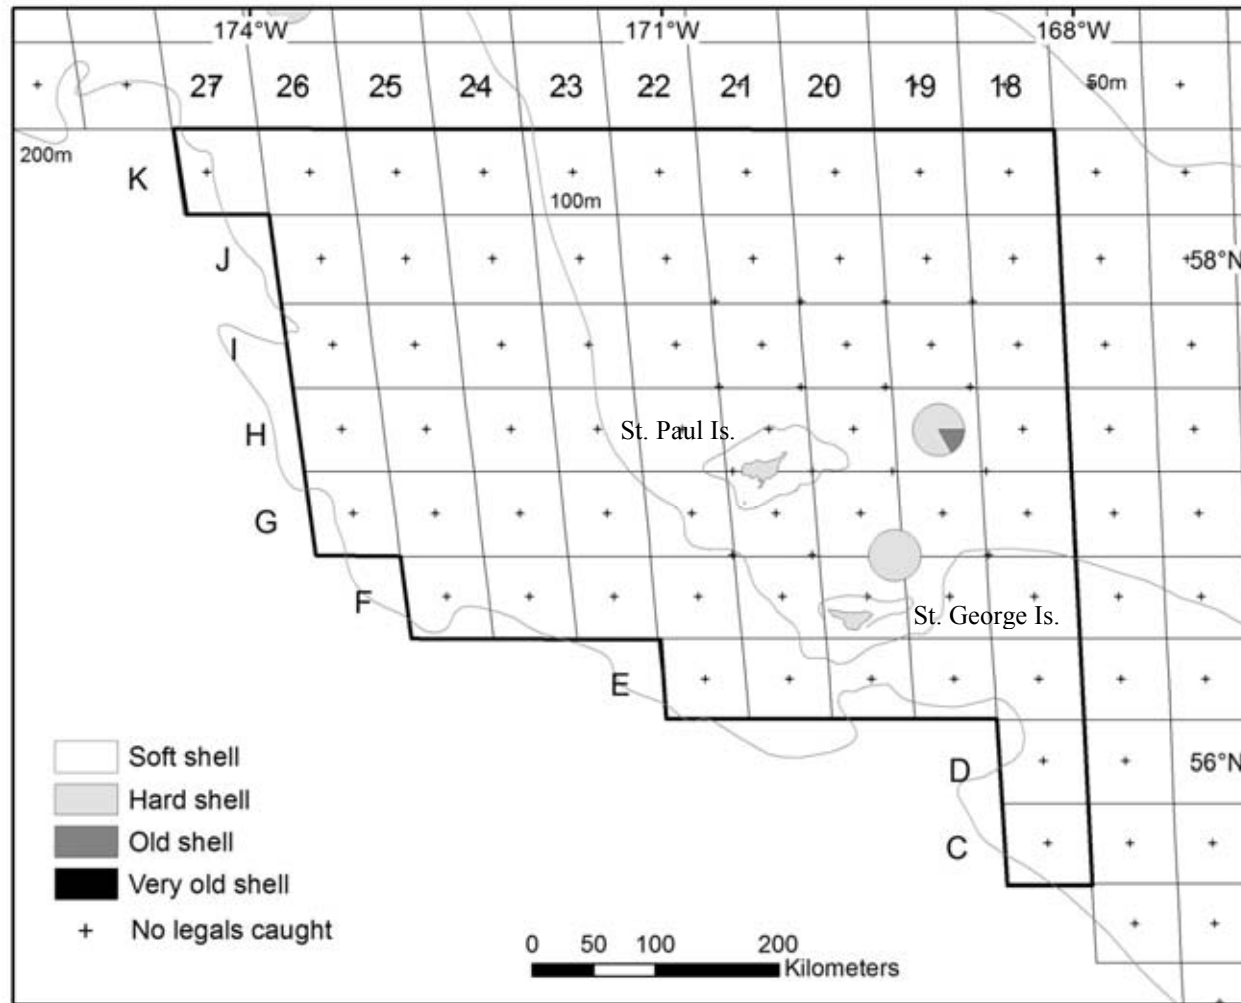 174°W 171°W 168°W
27 26 25 24 23 22 21 20 19 18 50m
200m
K
100m
J 58°N
I
H St. Paul Is.
G
F
St. George Is.
E
Soft shell
D 56°N
Hard shell
Old shell
C
Very old shell
+ No legals caught
0 50 100 200
Kilometers